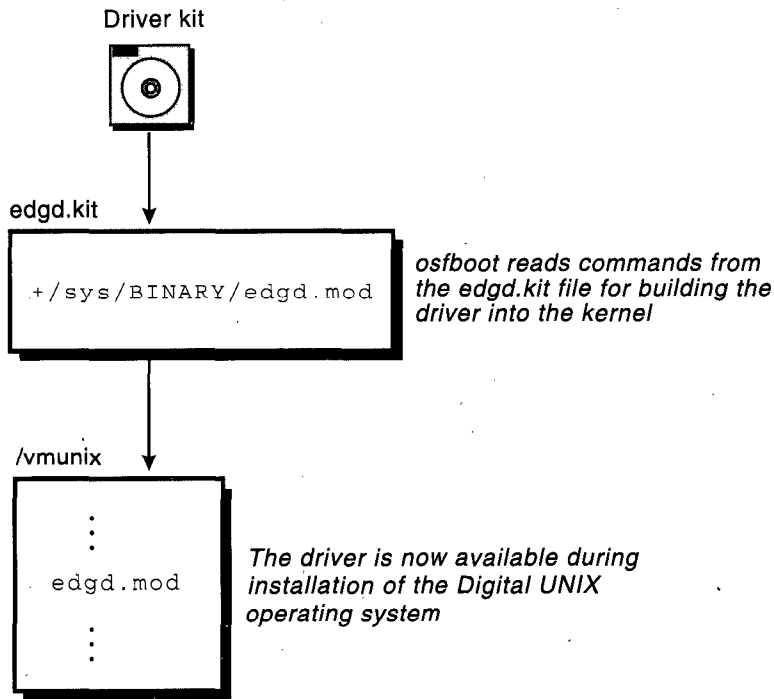 Driver kit
edgd.kit
+/sys/BINARY/edgd.mod
osfboot reads commands from
the edgd.kit file for building the
driver into the kernel
/vmunix
edgd.mod
The driver is now available during
installation of the Digital UNIX
operating system